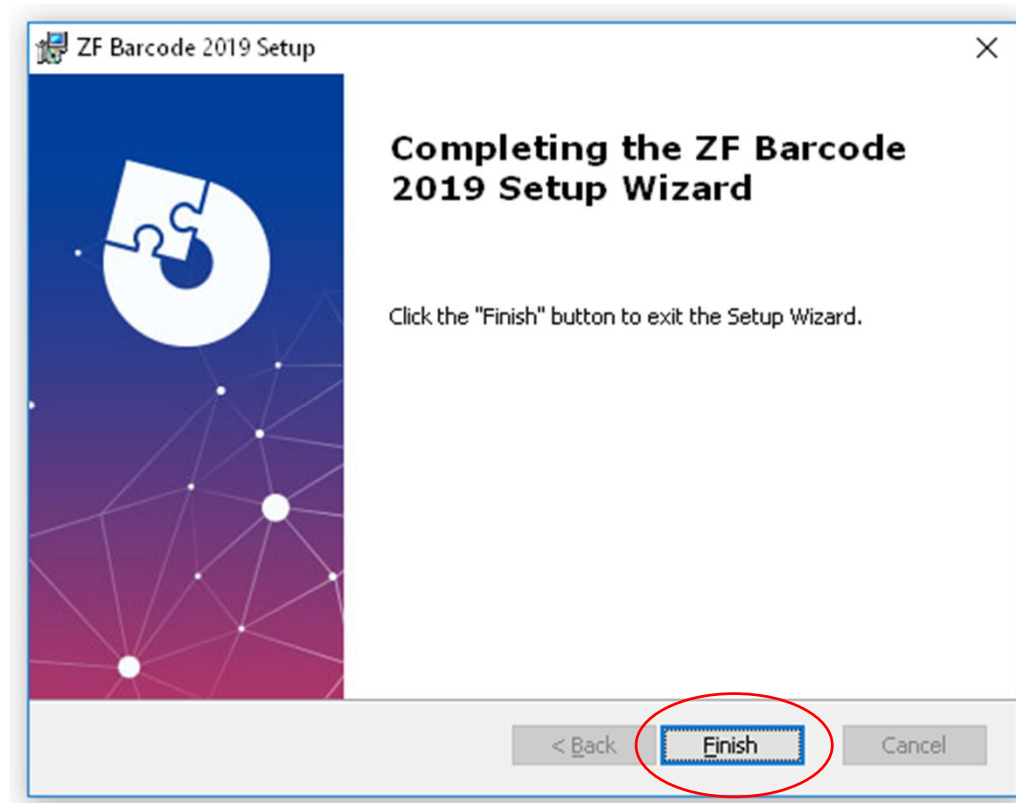 ZF Barcode 2019 Setup
Completing the ZF Barcode
2019 Setup Wizard
Click the "Finish" button to exit the Setup Wizard.
< Back Finish Cancel